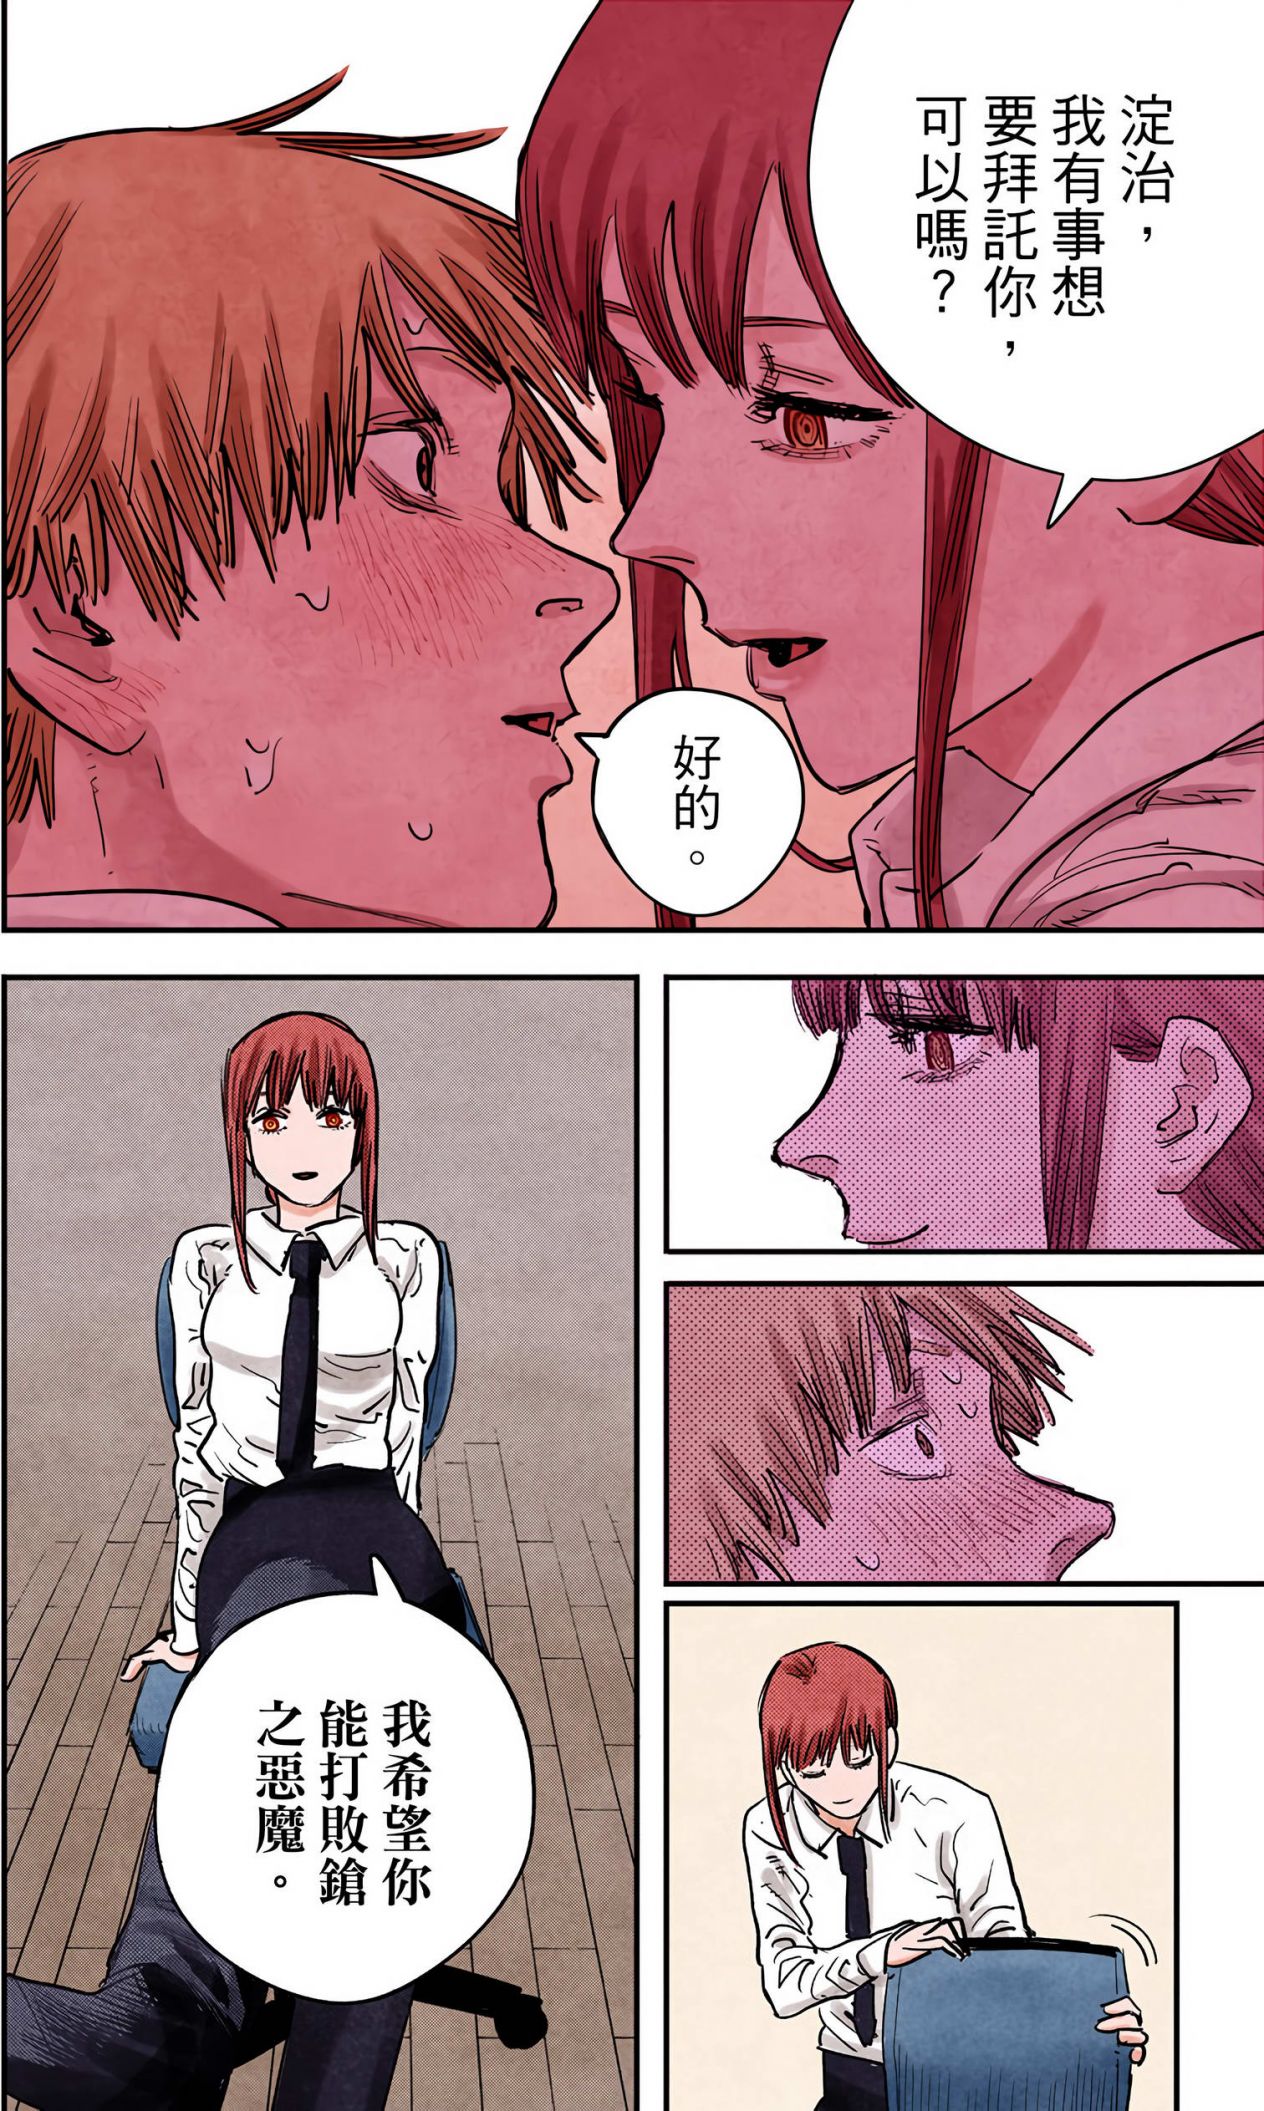 淀治，
我有事想
要拜託你，
可以嗎？
好的。
我希望你
能打敗鎗
之惡魔。